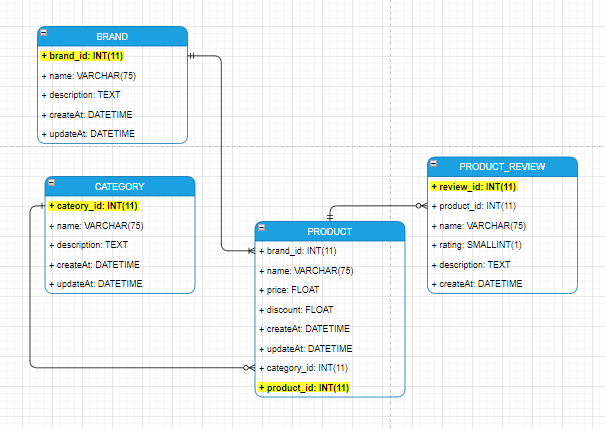 BRAND
+ brand_id: INT(11)
+ name: VARCHAR(75)
+ description: TEXT
+ createAt: DATETIME
+ updateAt: DATETIME
CATEGORY
+ cateory_id: INT(11)
+ name: VARCHAR(75)
+ description: TEXT
+ createAt: DATETIME
+ updateAt: DATETIME
PRODUCT
+ brand_id: INT(11)
+ name: VARCHAR(75)
+ price: FLOAT
+ discount: FLOAT
+ createAt: DATETIME
+ updateAt: DATETIME
+ category_id: INT(11)
+ product_id: INT(11)
PRODUCT_REVIEW
+ review_id: INT(11)
+ product_id: INT(11)
+ name: VARCHAR(75)
+ rating: SMALLINT(1)
+ description: TEXT
+ createAt: DATETIME